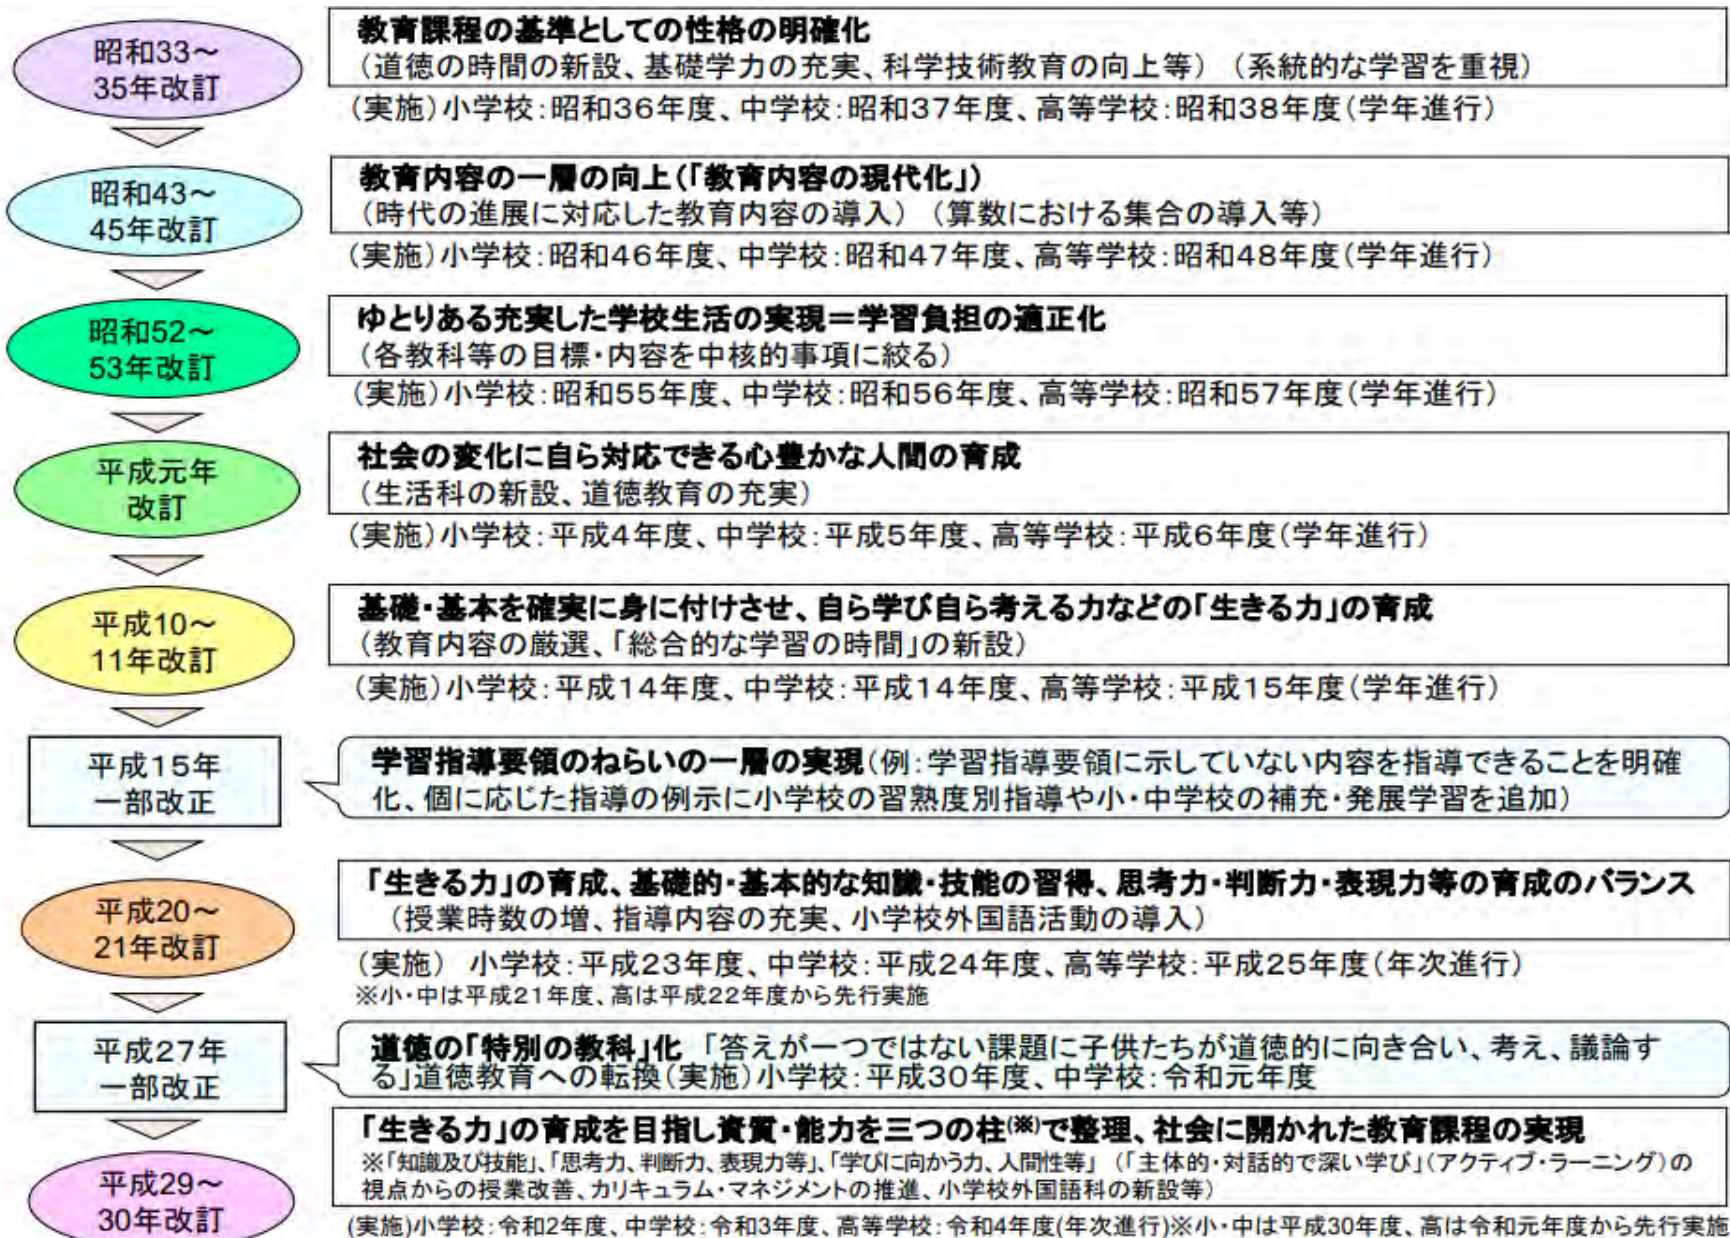 昭和33～
35年改訂
教育課程の基準としての性格の明確化
（道徳の時間の新設、基礎学力の充実、科学技術教育の向上等）（系統的な学習を重視）
(実施)小学校:昭和36年度、中学校:昭和37年度、高等学校:昭和38年度(学年進行)
昭和43～
45年改訂
教育内容の一層の向上(｢教育内容の現代化｣)
（時代の進展に対応した教育内容の導入）（算数における集合の導入等）
(実施)小学校:昭和46年度、中学校:昭和47年度、高等学校:昭和48年度(学年進行)
昭和52～
53年改訂
ゆとりある充実した学校生活の実現＝学習負担の適正化
（各教科等の目標・内容を中核的事項に絞る）
(実施)小学校:昭和55年度、中学校:昭和56年度、高等学校:昭和57年度(学年進行)
平成元年
改訂
社会の変化に自ら対応できる心豊かな人間の育成
（生活科の新設、道徳教育の充実）
(実施)小学校:平成4年度、中学校:平成5年度、高等学校:平成6年度(学年進行)
平成10～
11年改訂
基礎・基本を確実に身に付けさせ、自ら学び自ら考える力などの｢生きる力｣の育成
（教育内容の厳選、｢総合的な学習の時間｣の新設）
(実施)小学校:平成14年度、中学校:平成14年度、高等学校:平成15年度(学年進行)
平成15年
一部改正
学習指導要領のねらいの一層の実現(例:学習指導要領に示していない内容を指導できることを明確
化、個に応じた指導の例示に小学校の習熟度別指導や小・中学校の補充・発展学習を追加)
平成20～
21年改訂
｢生きる力｣の育成、基礎的・基本的な知識・技能の習得、思考力・判断力・表現力等の育成のバランス
（授業時数の増、指導内容の充実、小学校外国語活動の導入）
(実施) 小学校:平成23年度、中学校:平成24年度、高等学校:平成25年度(年次進行)
※小・中は平成21年度、高は平成22年度から先行実施
平成27年
一部改正
道徳の｢特別の教科｣化 ｢答えが一つではない課題に子供たちが道徳的に向き合い、考え、議論す
る｣道徳教育への転換(実施)小学校:平成30年度、中学校:令和元年度
平成29～
30年改訂
｢生きる力｣の育成を目指し資質・能力を三つの柱(※)で整理、社会に開かれた教育課程の実現
※｢知識及び技能｣、｢思考力、判断力、表現力等｣、｢学びに向かう力、人間性等｣ (｢主体的・対話的で深い学び｣(アクティブ・ラーニング)の
視点からの授業改善、カリキュラム・マネジメントの推進、小学校外国語科の新設等)
(実施)小学校:令和2年度、中学校:令和3年度、高等学校:令和4年度(年次進行)※小・中は平成30年度、高は令和元年度から先行実施